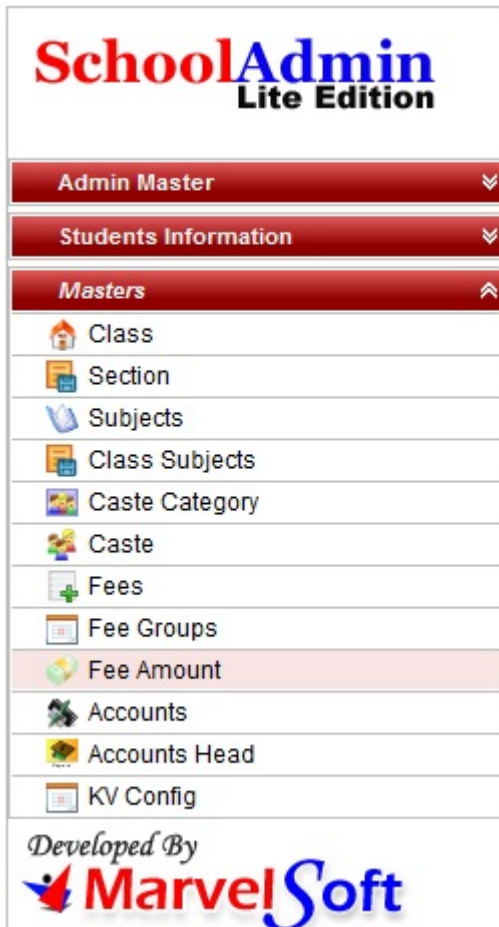 SchoolAdmin
Lite Edition
Admin Master
Students Information
Masters
Class
Section
Subjects
Class Subjects
Caste Category
Caste
Fees
Fee Groups
Fee Amount
Accounts
Accounts Head
KV Config
Developed By
MarvelSoft